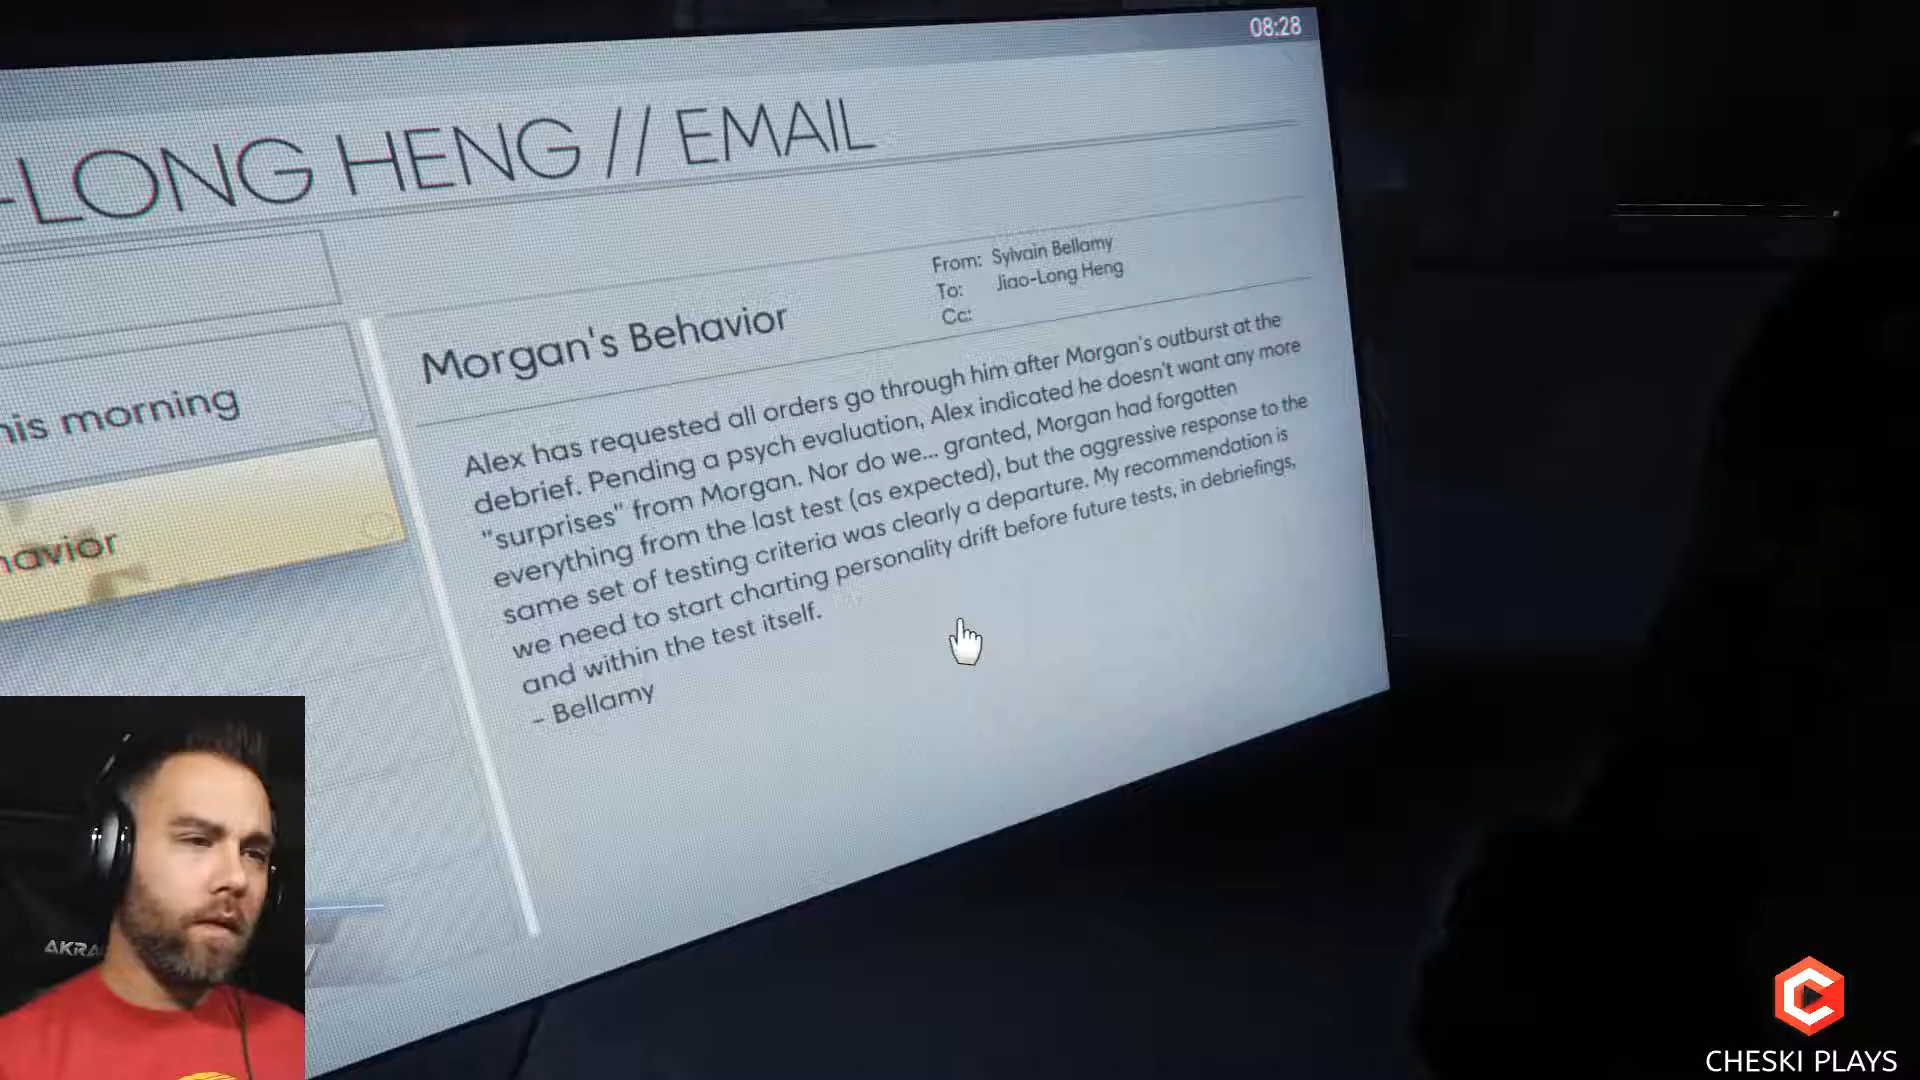 08:28
-LONG HENG // EMAIL
From: Sylvain Bellamy
To: Jiao-Long Heng
Cc:
Morgan's Behavior
his morning
havior
Alex has requested all orders go through him after Morgan's outburst at the
debrief. Pending a psych evaluation, Alex indicated he doesn't want any more
"surprises" from Morgan. Nor do we... granted, Morgan had forgotten
everything from the last test (as expected), but the aggressive response to the
same set of testing criteria was clearly a departure. My recommendation is
we need to start charting personality drift before future tests, in debriefings,
and within the test itself.
- Bellamy
AKRA
CHESKI PLAYS